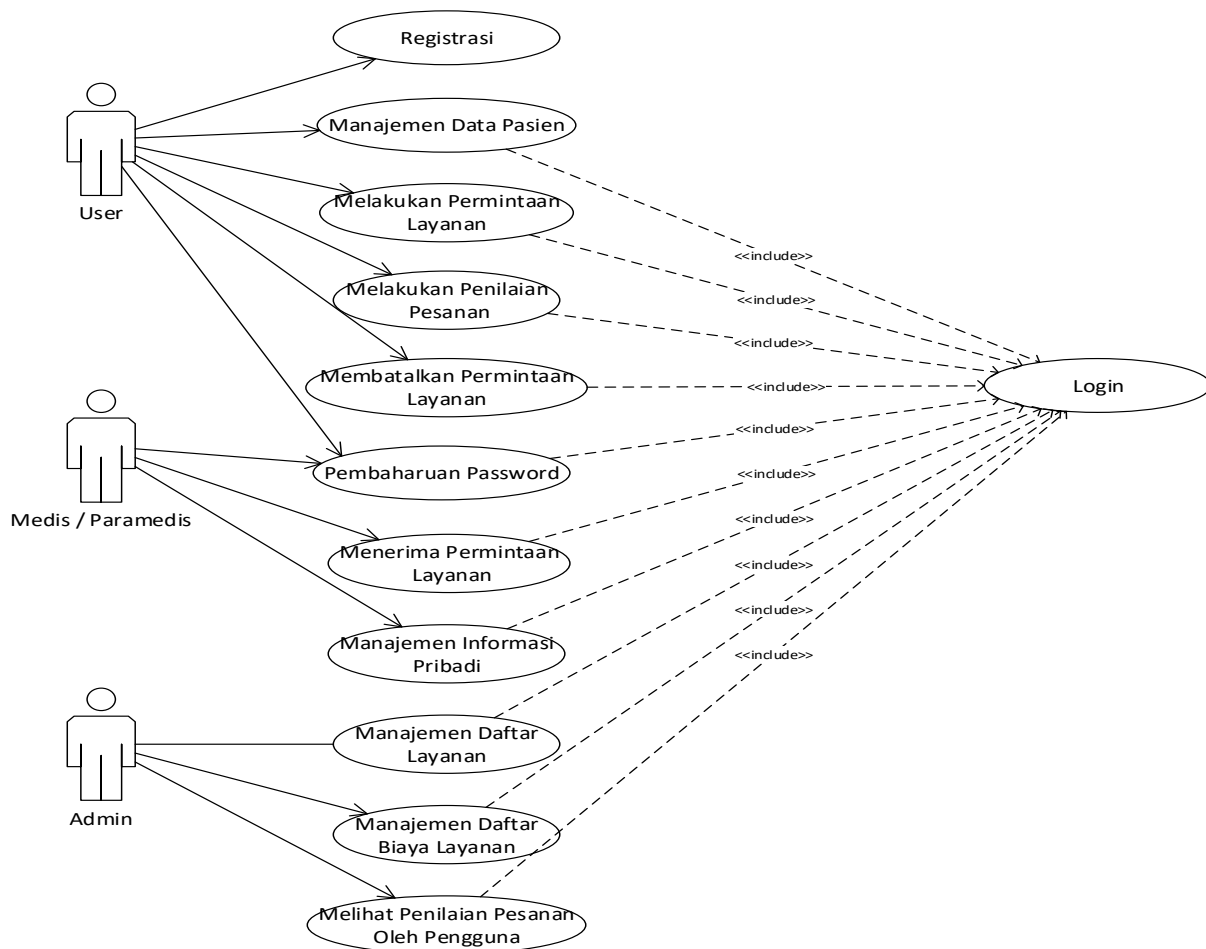 Registrasi
Manajemen Data Pasien
User
Melakukan Permintaan
Layanan
<<include>>
Melakukan Penilaian
Pesanan
<<include>>
<<include>>
Membatalkan Permintaan
Layanan
<<include>>
Login
Pembaharuan Password
<<include>>
Medis / Paramedis
<<include>>
Menerima Permintaan
Layanan
<<include>>
<<include>>
Manajemen Informasi
Pribadi
<<include>>
<<include>>
Manajemen Daftar
Layanan
Admin
Manajemen Daftar
Biaya Layanan
Melihat Penilaian Pesanan
Oleh Pengguna